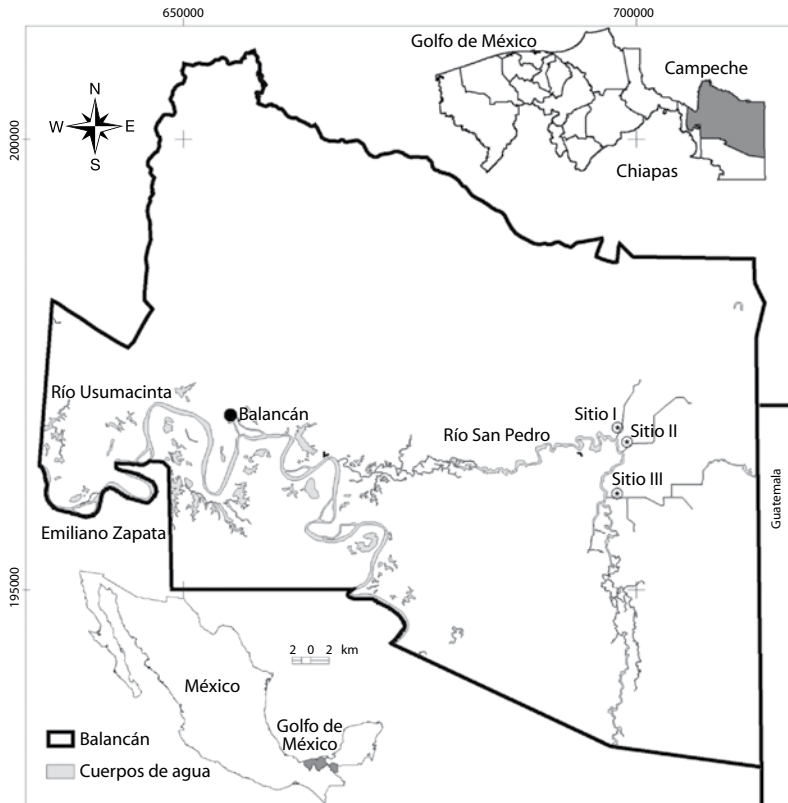 650000
700000
Golfo de México
Campeche
N
W E
S
200000
Chiapas
Río Usumacinta
Balancán
Río San Pedro
Sitio I
Sitio II
Sitio III
Guatemala
Emiliano Zapata
195000
2 0 2 km
México
Golfo de
México
Balancán
Cuerpos de agua